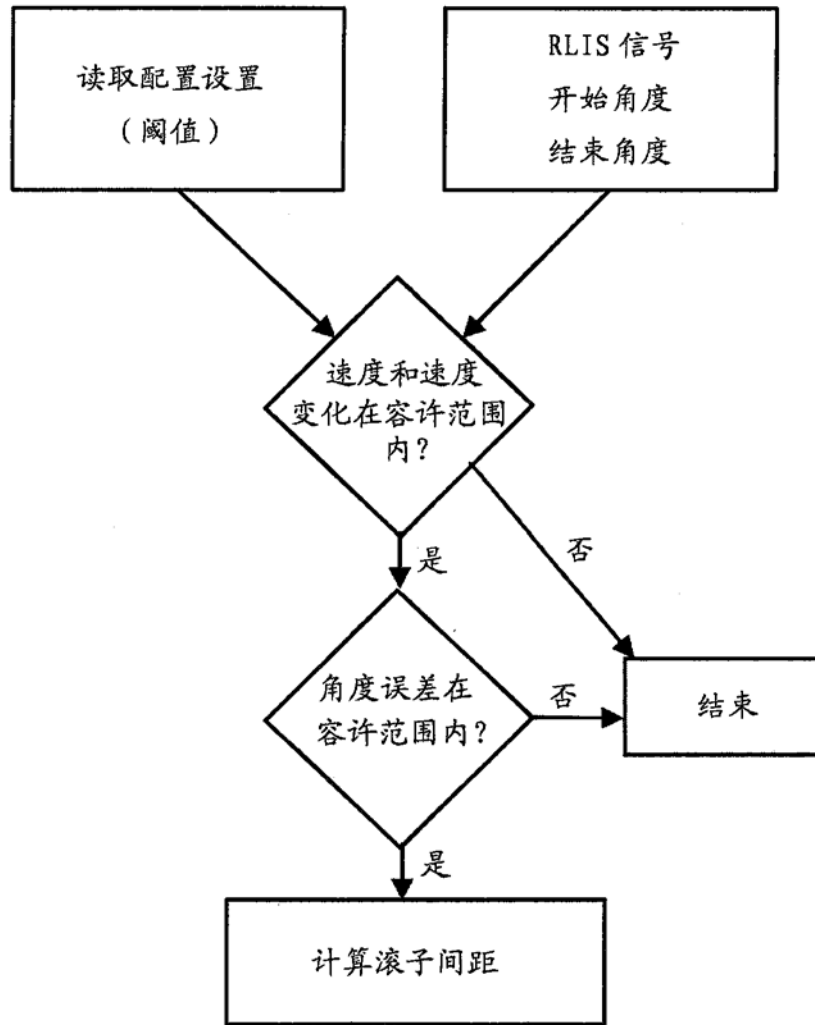 读取配置设置
（阈值）
RLIS 信号
开始角度
结束角度
速度和速度
变化在容许范围
内？
否
是
角度误差在
容许范围内？
否
结束
是
计算滚子间距